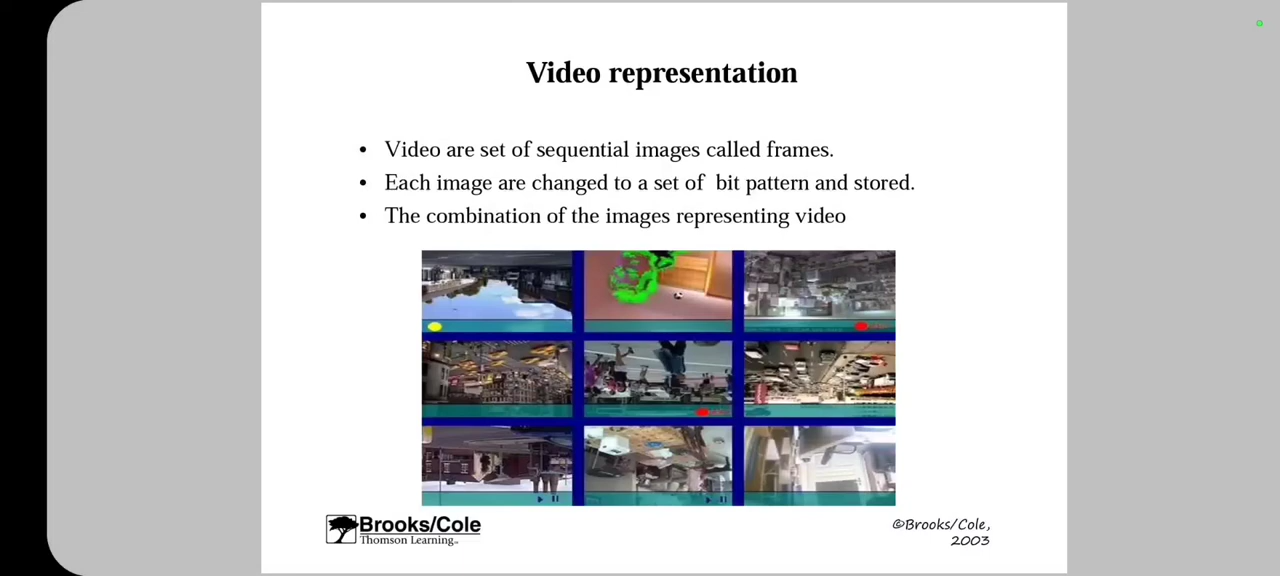 Video representation
• Video are set of sequential images called frames.
• Each image are changed to a set of bit pattern and stored.
• The combination of the images representing video
Brooks/Cole
Thomson Learning™
©Brooks/Cole,
2003